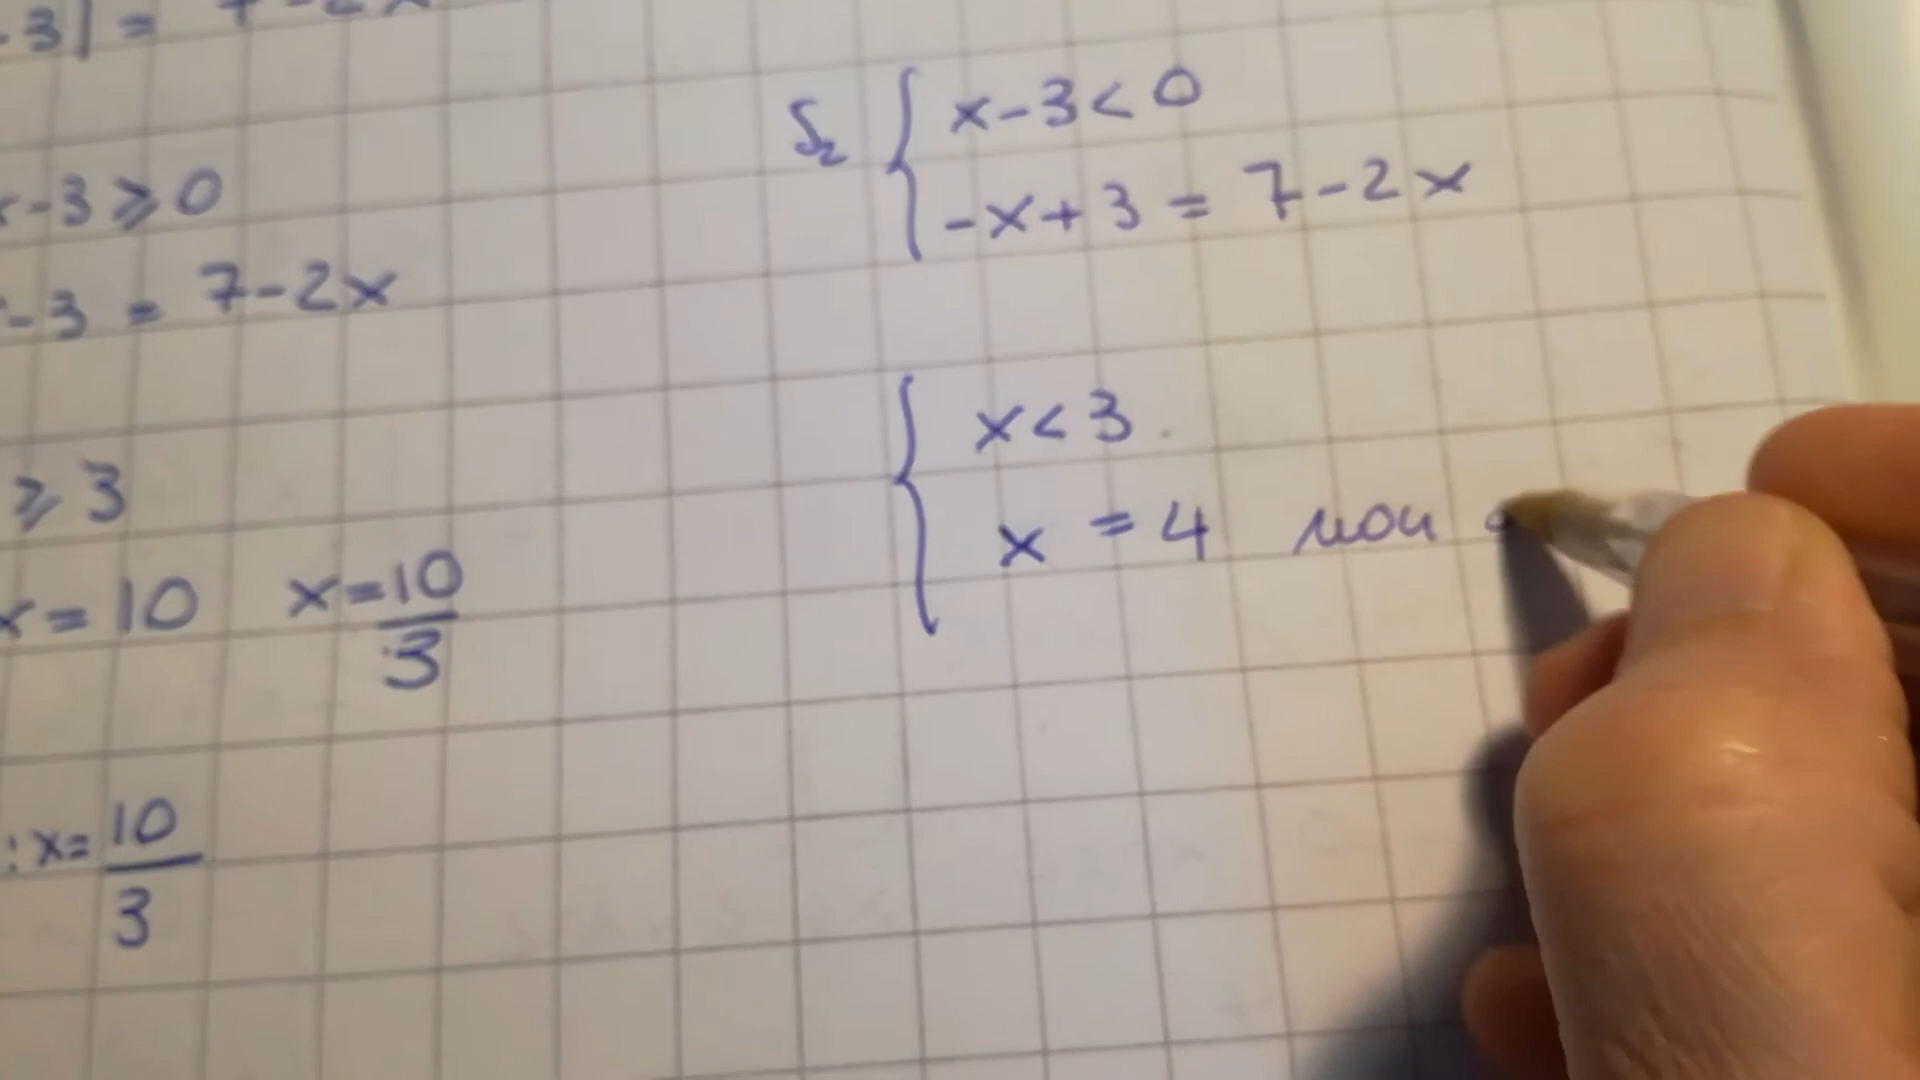 -3| = 7-2x
x-3⩾0
-3 = 7-2x
⩾ 3
x = 10 x = 10/3
: x = 10/3
S₂ { x-3<0
-x+3 = 7-2x
{ x<3
x = 4 non